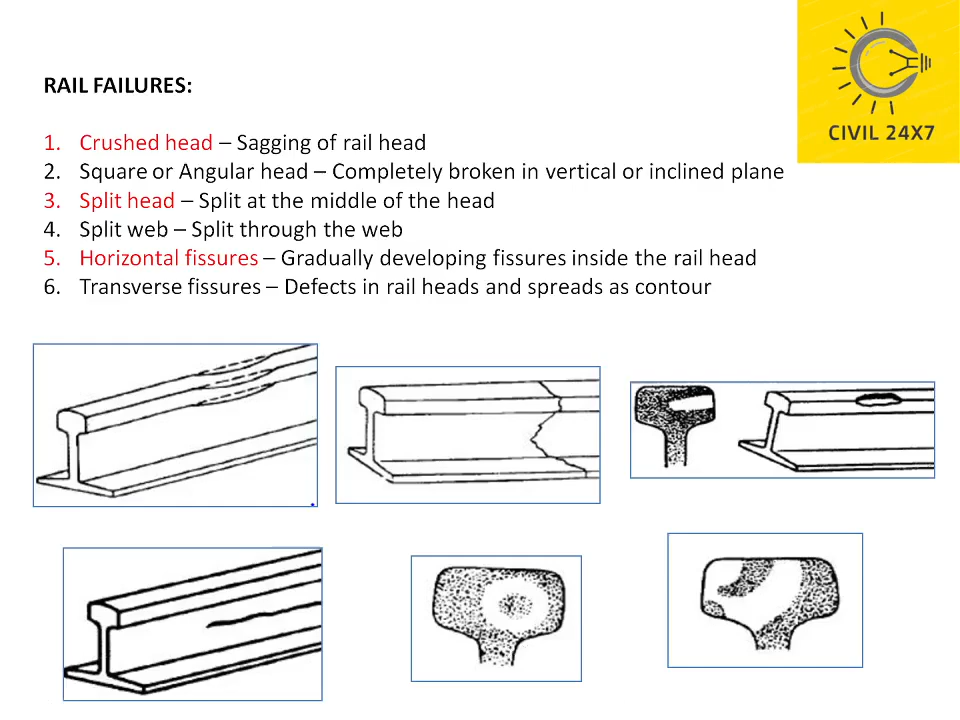 CIVIL 24X7
RAIL FAILURES:
1. Crushed head – Sagging of rail head
2. Square or Angular head – Completely broken in vertical or inclined plane
3. Split head – Split at the middle of the head
4. Split web – Split through the web
5. Horizontal fissures – Gradually developing fissures inside the rail head
6. Transverse fissures – Defects in rail heads and spreads as contour